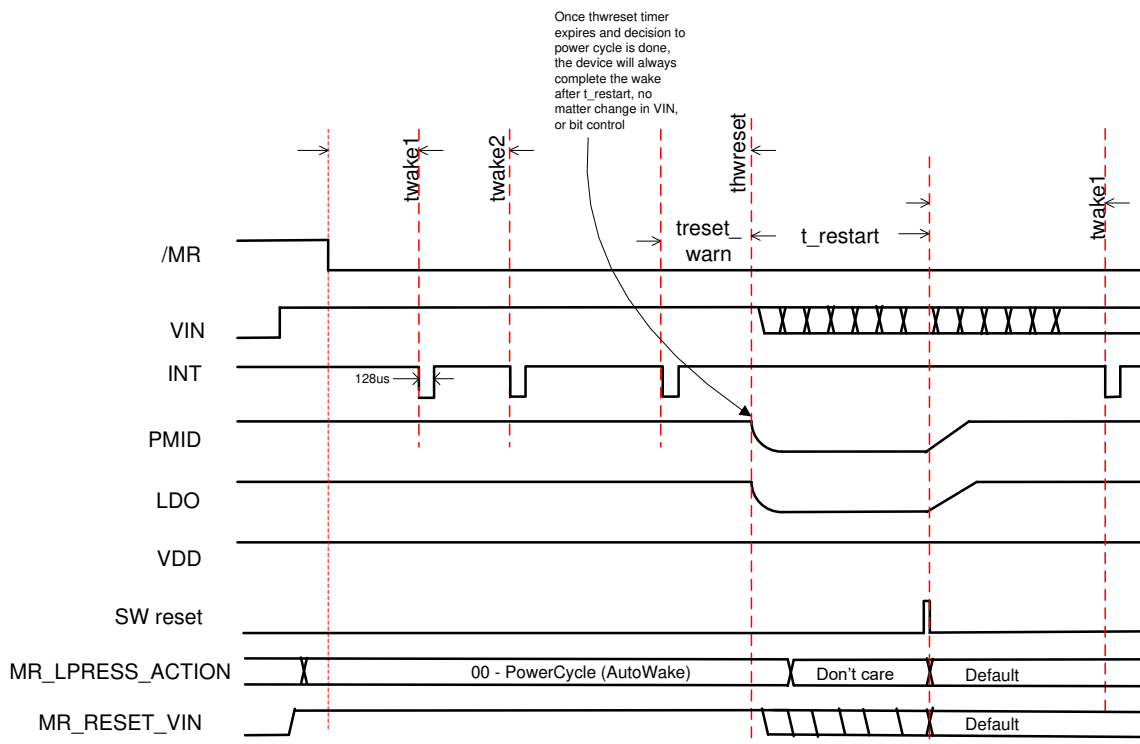 Once thwreset timer
expires and decision to
power cycle is done,
the device will always
complete the wake
after t_restart, no
matter change in VIN,
or bit control
twake1
twake2
thwreset
twake1
treset_
warn
t_restart
/MR
VIN
INT
128us
PMID
LDO
VDD
SW reset
MR_LPRESS_ACTION
00 - PowerCycle (AutoWake)
Don't care
Default
MR_RESET_VIN
Default